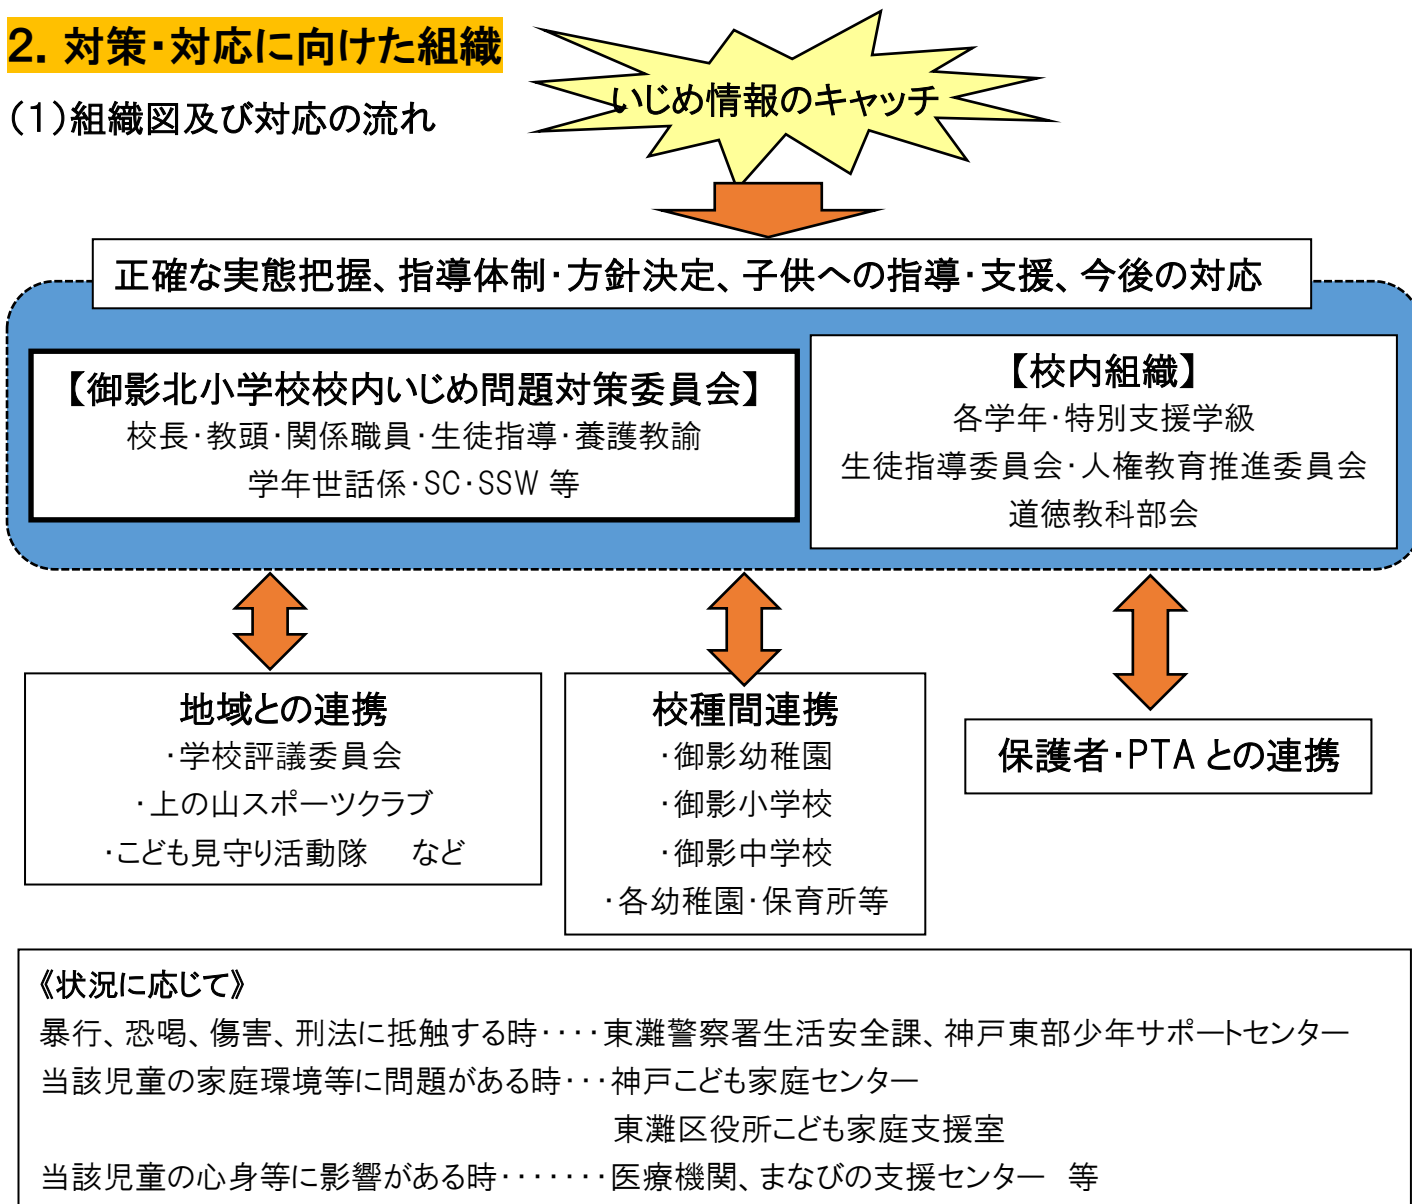 2. 対策・対応に向けた組織
(1)組織図及び対応の流れ
いじめ情報のキャッチ
正確な実態把握、指導体制・方針決定、子供への指導・支援、今後の対応
【御影北小学校校内いじめ問題対策委員会】
校長・教頭・関係職員・生徒指導・養護教諭
学年世話係・SC・SSW 等
【校内組織】
各学年・特別支援学級
生徒指導委員会・人権教育推進委員会
道徳教科部会
地域との連携
・学校評議委員会
・上の山スポーツクラブ
・こども見守り活動隊　など
校種間連携
・御影幼稚園
・御影小学校
・御影中学校
・各幼稚園・保育所等
保護者・PTA との連携
《状況に応じて》
暴行、恐喝、傷害、刑法に抵触する時‥‥東灘警察署生活安全課、神戸東部少年サポートセンター
当該児童の家庭環境等に問題がある時‥・神戸こども家庭センター
東灘区役所こども家庭支援室
当該児童の心身等に影響がある時‥‥‥・医療機関、まなびの支援センター　等